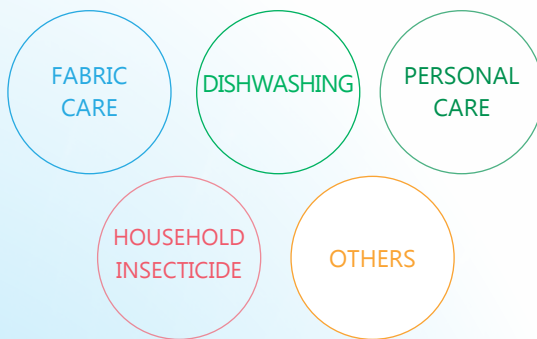 FABRIC
CARE
DISHWASHING
PERSONAL
CARE
HOUSEHOLD
INSECTICIDE
OTHERS